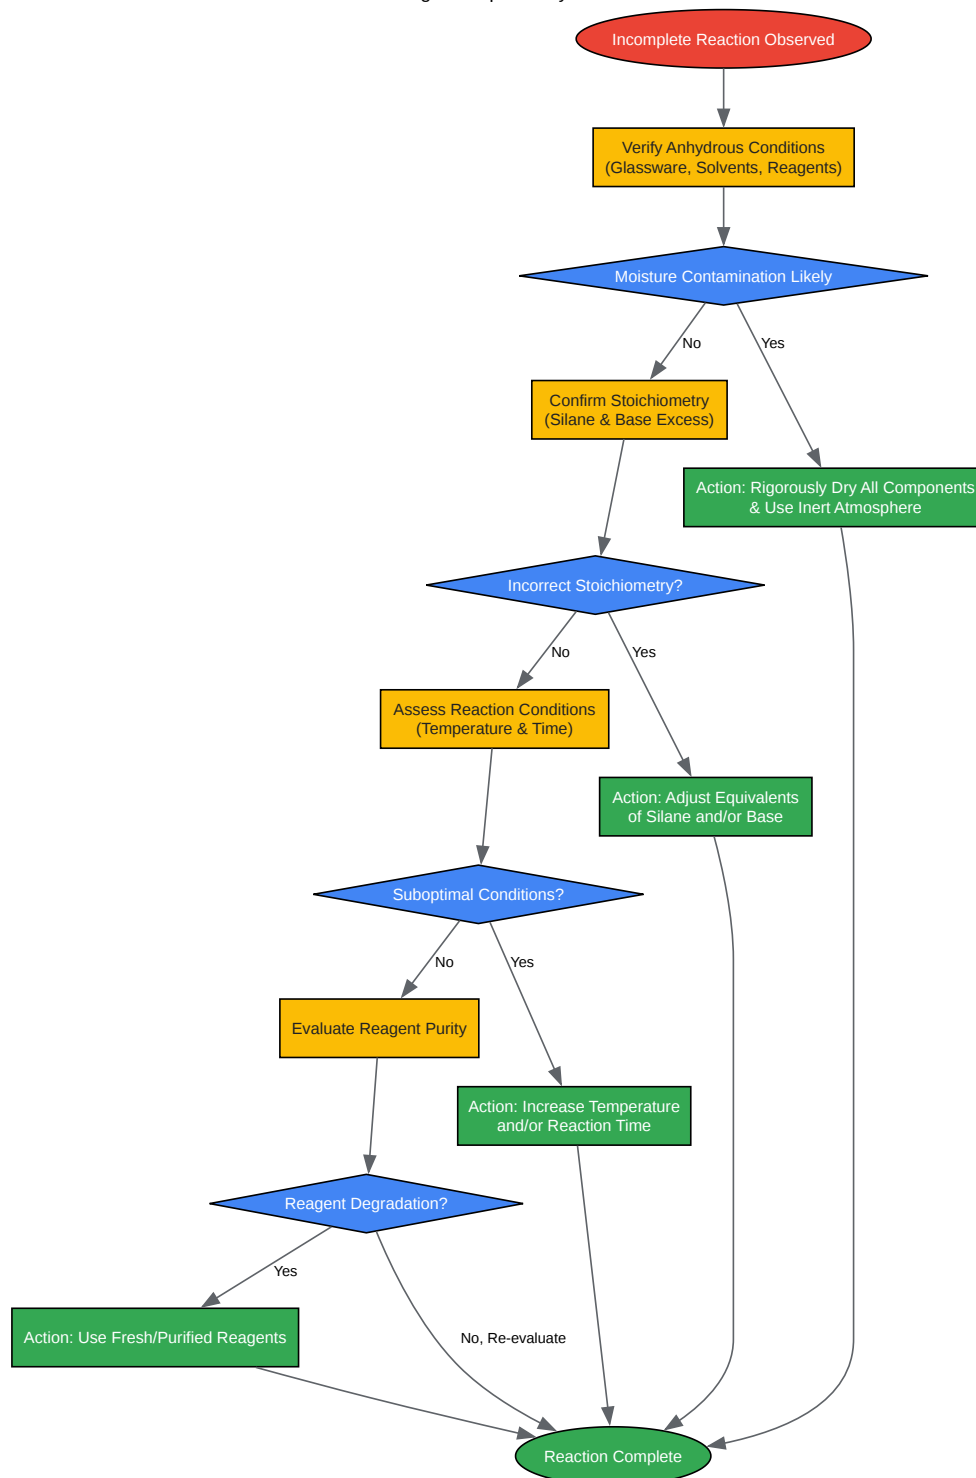 Incomplete Reaction Observed
Verify Anhydrous Conditions
(Glassware, Solvents, Reagents)
Moisture Contamination Likely
No
Yes
Confirm Stoichiometry
(Silane & Base Excess)
Action: Rigorously Dry All Components
& Use Inert Atmosphere
Incorrect Stoichiometry?
No
Yes
Assess Reaction Conditions
(Temperature & Time)
Action: Adjust Equivalents
of Silane and/or Base
Suboptimal Conditions?
No
Yes
Evaluate Reagent Purity
Action: Increase Temperature
and/or Reaction Time
Reagent Degradation?
Yes
Action: Use Fresh/Purified Reagents
No, Re-evaluate
Reaction Complete